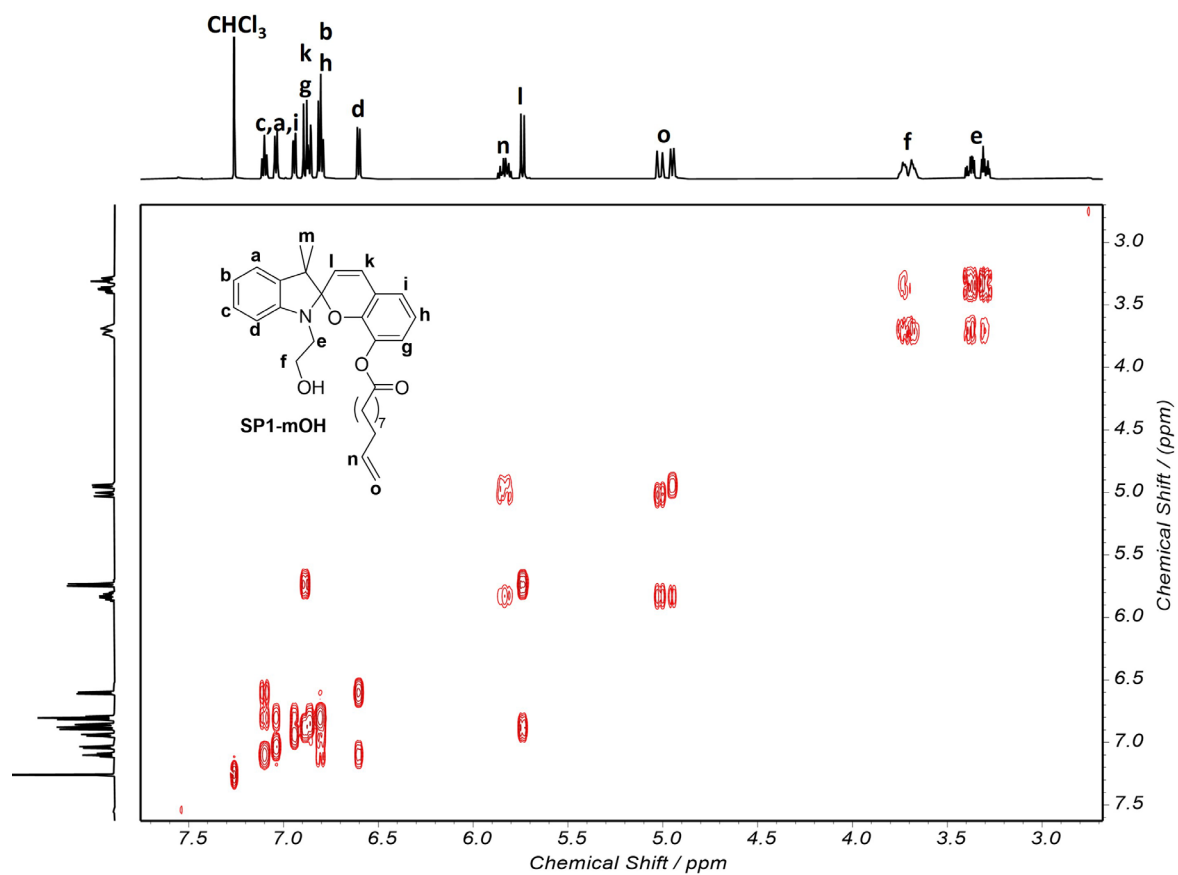 CHCl3
k
g
b
h
c,a,i
d
n
l
o
f
e
m
a
b
c
d
l
k
i
h
g
N
O
e
f
OH
O
O
7
SP1-mOH
n
o
3.0
3.5
4.0
4.5
5.0
5.5
6.0
6.5
7.0
7.5
Chemical Shift / (ppm)
7.5 7.0 6.5 6.0 5.5 5.0 4.5 4.0 3.5 3.0
Chemical Shift / ppm